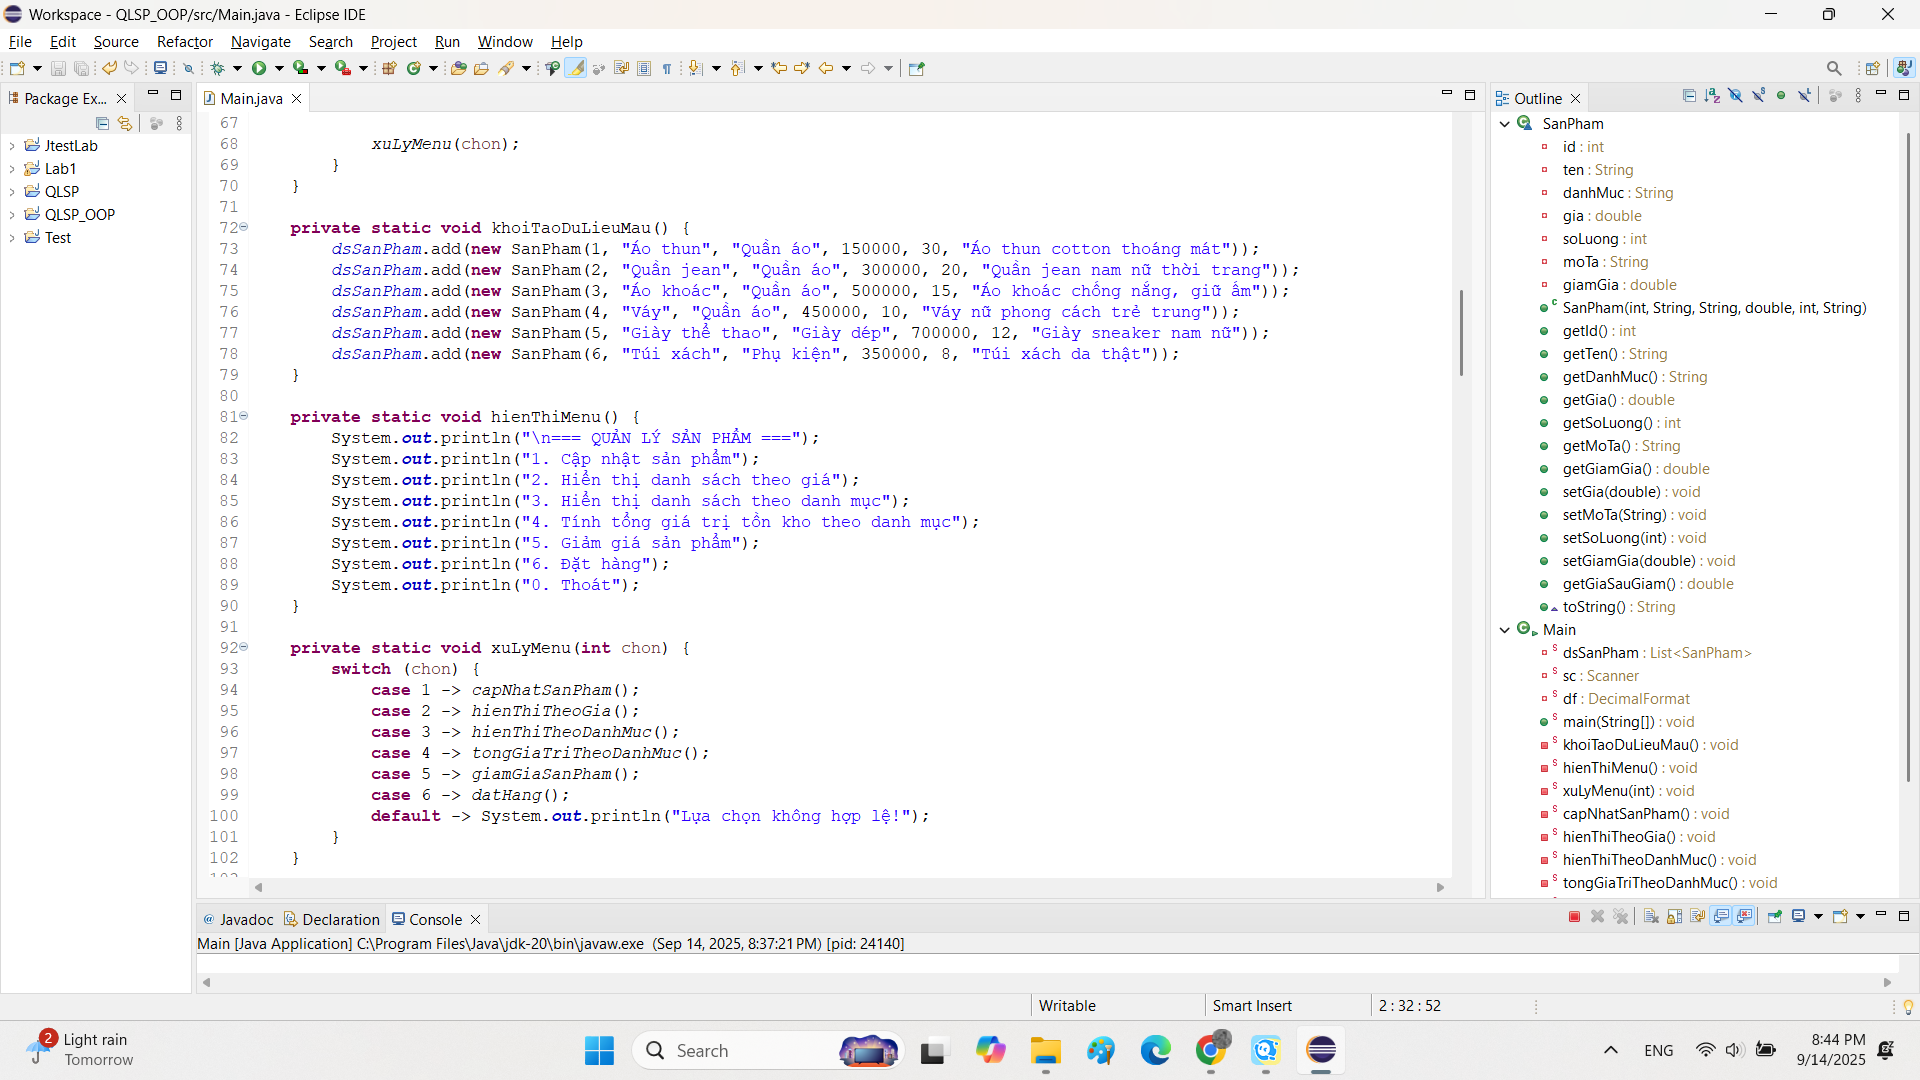 Workspace - QLSP_OOP/src/Main.java - Eclipse IDE
File Edit Source Refactor Navigate Search Project Run Window Help
Package Ex...
JtestLab
Lab1
QLSP
QLSP_OOP
Test
Main.java
67
68 xuLyMenu(chon);
69 }
70 }
71
72 private static void khoiTaoDuLieuMau() {
73 dsSanPham.add(new SanPham(1, "Áo thun", "Quần áo", 150000, 30, "Áo thun cotton thoáng mát"));
74 dsSanPham.add(new SanPham(2, "Quần jean", "Quần áo", 300000, 20, "Quần jean nam nữ thời trang"));
75 dsSanPham.add(new SanPham(3, "Áo khoác", "Quần áo", 500000, 15, "Áo khoác chống nắng, giữ ấm"));
76 dsSanPham.add(new SanPham(4, "Váy", "Quần áo", 450000, 10, "Váy nữ phong cách trẻ trung"));
77 dsSanPham.add(new SanPham(5, "Giày thể thao", "Giày dép", 700000, 12, "Giày sneaker nam nữ"));
78 dsSanPham.add(new SanPham(6, "Túi xách", "Phụ kiện", 350000, 8, "Túi xách da thật"));
79 }
80
81 private static void hienThiMenu() {
82 System.out.println("\n=== QUẢN LÝ SẢN PHẨM ===");
83 System.out.println("1. Cập nhật sản phẩm");
84 System.out.println("2. Hiển thị danh sách theo giá");
85 System.out.println("3. Hiển thị danh sách theo danh mục");
86 System.out.println("4. Tính tổng giá trị tồn kho theo danh mục");
87 System.out.println("5. Giảm giá sản phẩm");
88 System.out.println("6. Đặt hàng");
89 System.out.println("0. Thoát");
90 }
91
92 private static void xuLyMenu(int chon) {
93 switch (chon) {
94 case 1 -> capNhatSanPham();
95 case 2 -> hienThiTheoGia();
96 case 3 -> hienThiTheoDanhMuc();
97 case 4 -> tongGiaTriTheoDanhMuc();
98 case 5 -> giamGiaSanPham();
99 case 6 -> datHang();
100 default -> System.out.println("Lựa chọn không hợp lệ!");
101 }
102 }
Outline
SanPham
id : int
ten : String
danhMuc : String
gia : double
soLuong : int
moTa : String
giamGia : double
SanPham(int, String, String, double, int, String)
getId() : int
getTen() : String
getDanhMuc() : String
getGia() : double
getSoLuong() : int
getMoTa() : String
getGiamGia() : double
setGia(double) : void
setMoTa(String) : void
setSoLuong(int) : void
setGiamGia(double) : void
getGiaSauGiam() : double
toString() : String
Main
dsSanPham : List<SanPham>
sc : Scanner
df : DecimalFormat
main(String[]) : void
khoiTaoDuLieuMau() : void
hienThiMenu() : void
xuLyMenu(int) : void
capNhatSanPham() : void
hienThiTheoGia() : void
hienThiTheoDanhMuc() : void
tongGiaTriTheoDanhMuc() : void
Javadoc Declaration Console
Main [Java Application] C:\Program Files\Java\jdk-20\bin\javaw.exe (Sep 14, 2025, 8:37:21 PM) [pid: 24140]
Writable Smart Insert 2 : 32 : 52
2 Light rain
Tomorrow
Search
ENG
8:44 PM
9/14/2025